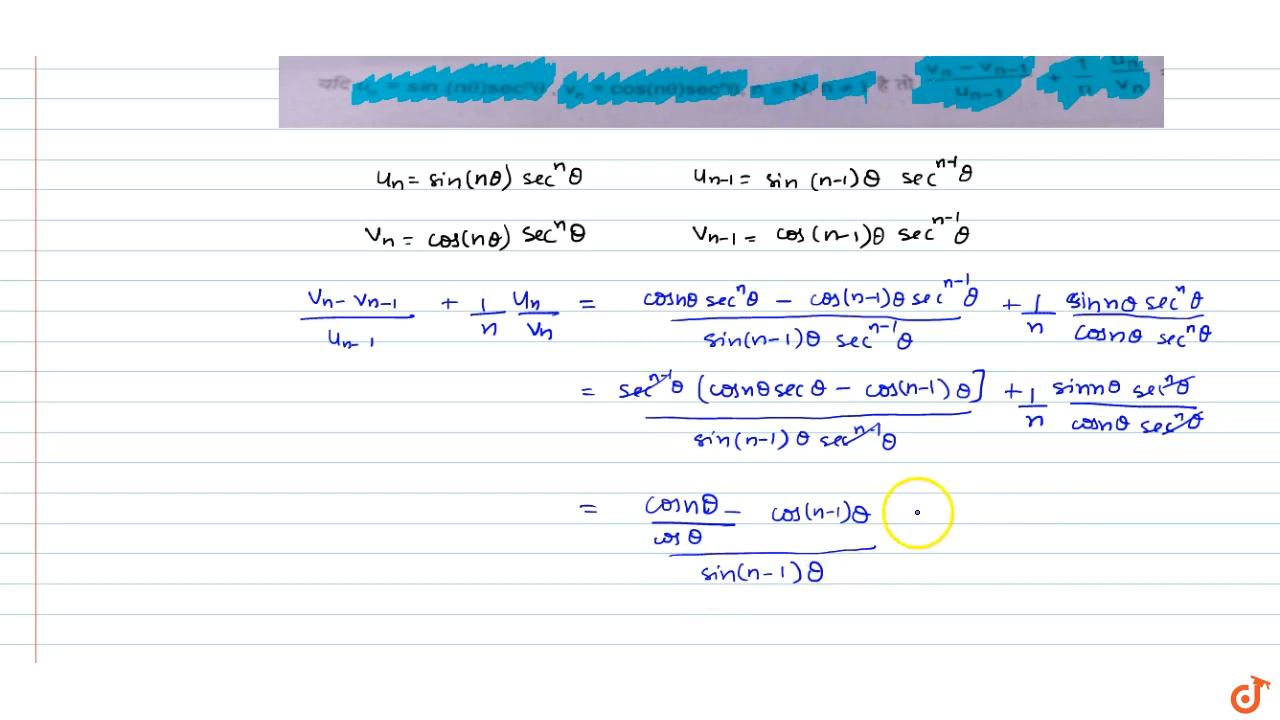 यदि uₙ = sin (nθ)secⁿθ, vₙ = cos(nθ)secⁿθ, n ∈ N, n ≠ 1 है तो (vₙ − vₙ₋₁)/uₙ₋₁ + 1/n uₙ/vₙ =
uₙ = sin(nθ) secⁿθ    uₙ₋₁ = sin (n-1)θ secⁿ⁻¹θ
vₙ = cos(nθ) secⁿθ    vₙ₋₁ = cos(n-1)θ secⁿ⁻¹θ
(vₙ - vₙ₋₁)/uₙ₋₁ + 1/n uₙ/vₙ = (cosnθ secⁿθ - cos(n-1)θ secⁿ⁻¹θ)/(sin(n-1)θ secⁿ⁻¹θ) + 1/n (sinnθ secⁿθ)/(cosnθ secⁿθ)
= secⁿ⁻¹θ (cosnθ secθ - cos(n-1)θ]/(sin(n-1)θ secⁿ⁻¹θ) + 1/n (sinnθ secⁿθ)/(cosnθ secⁿθ)
= (cosnθ/cosθ - cos(n-1)θ)/(sin(n-1)θ)